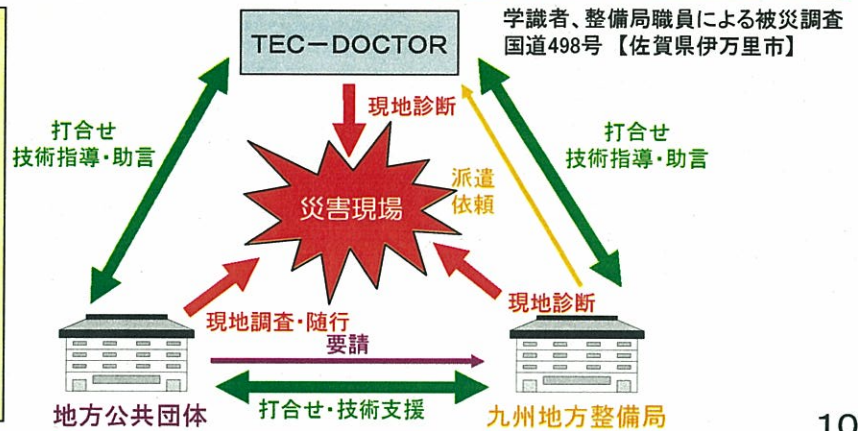 学識者、整備局職員による被災調査
国道498号 【佐賀県伊万里市】
TEC-DOCTOR
現地診断
打合せ
技術指導・助言
打合せ
技術指導・助言
派遣
依頼
災害現場
現地調査・随行
現地診断
要請
打合せ・技術支援
地方公共団体
九州地方整備局